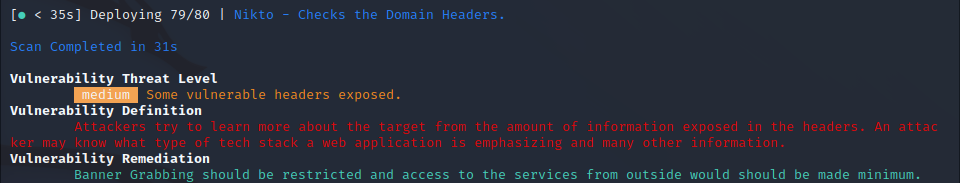 [● < 35s] Deploying 79/80 | Nikto - Checks the Domain Headers.
Scan Completed in 31s
Vulnerability Threat Level
medium Some vulnerable headers exposed.
Vulnerability Definition
Attackers try to learn more about the target from the amount of information exposed in the headers. An attac
ker may know what type of tech stack a web application is emphasizing and many other information.
Vulnerability Remediation
Banner Grabbing should be restricted and access to the services from outside would should be made minimum.